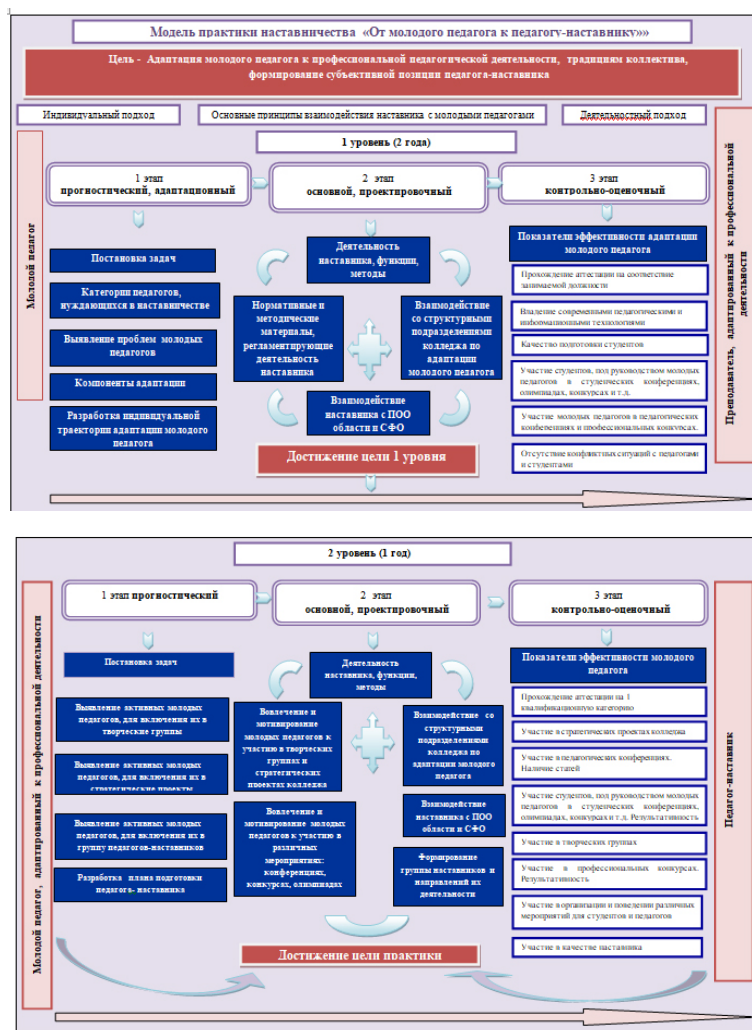 Модель практики наставничества «От молодого педагога к педагогу-наставнику»»
Цель - Адаптация молодого педагога к профессиональной педагогической деятельности, традициям коллектива,
формирование субъективной позиции педагога-наставника
Индивидуальный подход
Основные принципы взаимодействия наставника с молодыми педагогами
Деятельностный подход
1 уровень (2 года)
Молодой педагог
1 этап
прогностический, адаптационный
2 этап
основной, проектировочный
3 этап
контрольно-оценочный
Постановка задач
Категории педагогов,
нуждающихся в наставничестве
Выявление проблем молодых
педагогов
Компоненты адаптации
Разработка индивидуальной
траектории адаптации молодого
педагога
Деятельность
наставника, функции,
методы
Нормативные и
методические
материалы,
регламентирующие
деятельность
наставника
Взаимодействие
со структурными
подразделениями
колледжа по
адаптации
молодого педагога
Взаимодействие
наставника с ПОО
области и СФО
Достижение цели 1 уровня
Показатели эффективности адаптации
молодого педагога
Прохождение аттестации на соответствие
занимаемой должности
Владение современными педагогическими и
информационными технологиями
Качество подготовки студентов
Участие студентов, под руководством молодых
педагогов в студенческих конференциях,
олимпиадах, конкурсах и т.д.
Участие молодых педагогов в педагогических
конференциях и профессиональных конкурсах.
Отсутствие конфликтных ситуаций с педагогами
и студентами
Преподаватель, адаптированный к профессиональной
деятельности
2 уровень (1 год)
Молодой педагог, адаптированный к профессиональной деятельности
1 этап прогностический
2 этап
основной, проектировочный
3 этап
контрольно-оценочный
Постановка задач
Выявление активных молодых
педагогов, для включения их в
творческие группы
Выявление активных молодых
педагогов, для включения их в
стратегические проекты
Выявление активных молодых
педагогов, для включения их в
группу педагогов-наставников
Разработка плана подготовки
педагога- наставника
Деятельность
наставника, функции,
методы
Вовлечение и
мотивирование
молодых педагогов к
участию в творческих
группах и
стратегических
проектах колледжа
Вовлечение и
мотивирование молодых
педагогов к участию в
различных
мероприятиях:
конференциях,
конкурсах, олимпиадах
Взаимодействие со
структурными
подразделениями
колледжа по
адаптации молодого
педагога
Взаимодействие
наставника с ПОО
области и СФО
Формирование
группы наставников и
направлений их
деятельности
Достижение цели практики
Показатели эффективности молодого
педагога
Прохождение аттестации на 1
квалификационную категорию
Участие в стратегических проектах колледжа
Участие в педагогических конференциях.
Наличие статей
Участие студентов, под руководством молодых
педагогов в студенческих конференциях,
олимпиадах, конкурсах и т.д. Результативность
Участие в творческих группах
Участие в профессиональных конкурсах.
Результативность
Участие в организации и поведении различных
мероприятий для студентов и педагогов
Участие в качестве наставника
Педагог-наставник